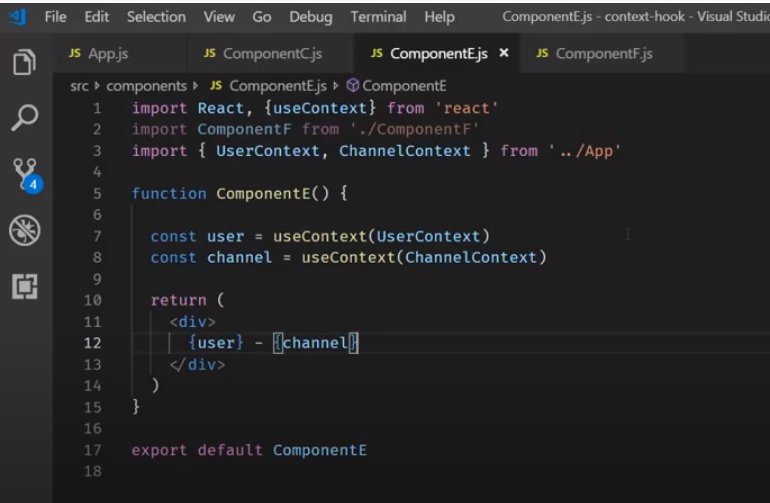 File Edit Selection View Go Debug Terminal Help ComponentE.js - context-hook - Visual Studio
JS App.js JS ComponentC.js JS ComponentE.js × JS ComponentF.js
src components JS ComponentE.js ComponentE
1 import React, {useContext} from 'react'
2 import ComponentF from './ComponentF'
3 import { UserContext, ChannelContext } from '../App'
4
5 function ComponentE() {
6
7 const user = useContext(UserContext)
8 const channel = useContext(ChannelContext)
9
10 return (
11 <div>
12 {user} - {channel}
13 </div>
14 )
15 }
16
17 export default ComponentE
18
4